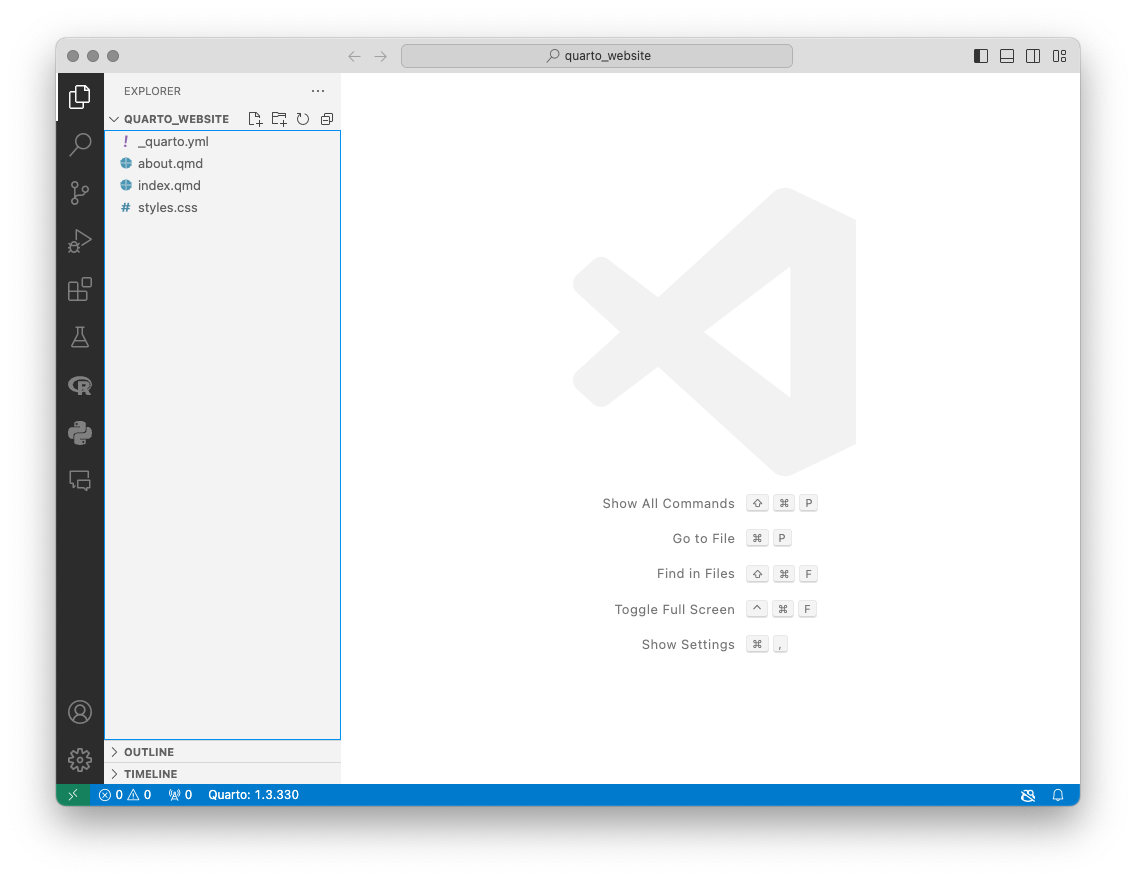 quarto_website
EXPLORER
QUARTO_WEBSITE
! _quarto.yml
about.qmd
index.qmd
# styles.css
Show All Commands ⇧ ⌘ P
Go to File ⌘ P
Find in Files ⇧ ⌘ F
Toggle Full Screen ^ ⌘ F
Show Settings ⌘ ,
OUTLINE
TIMELINE
0 0 0 Quarto: 1.3.330